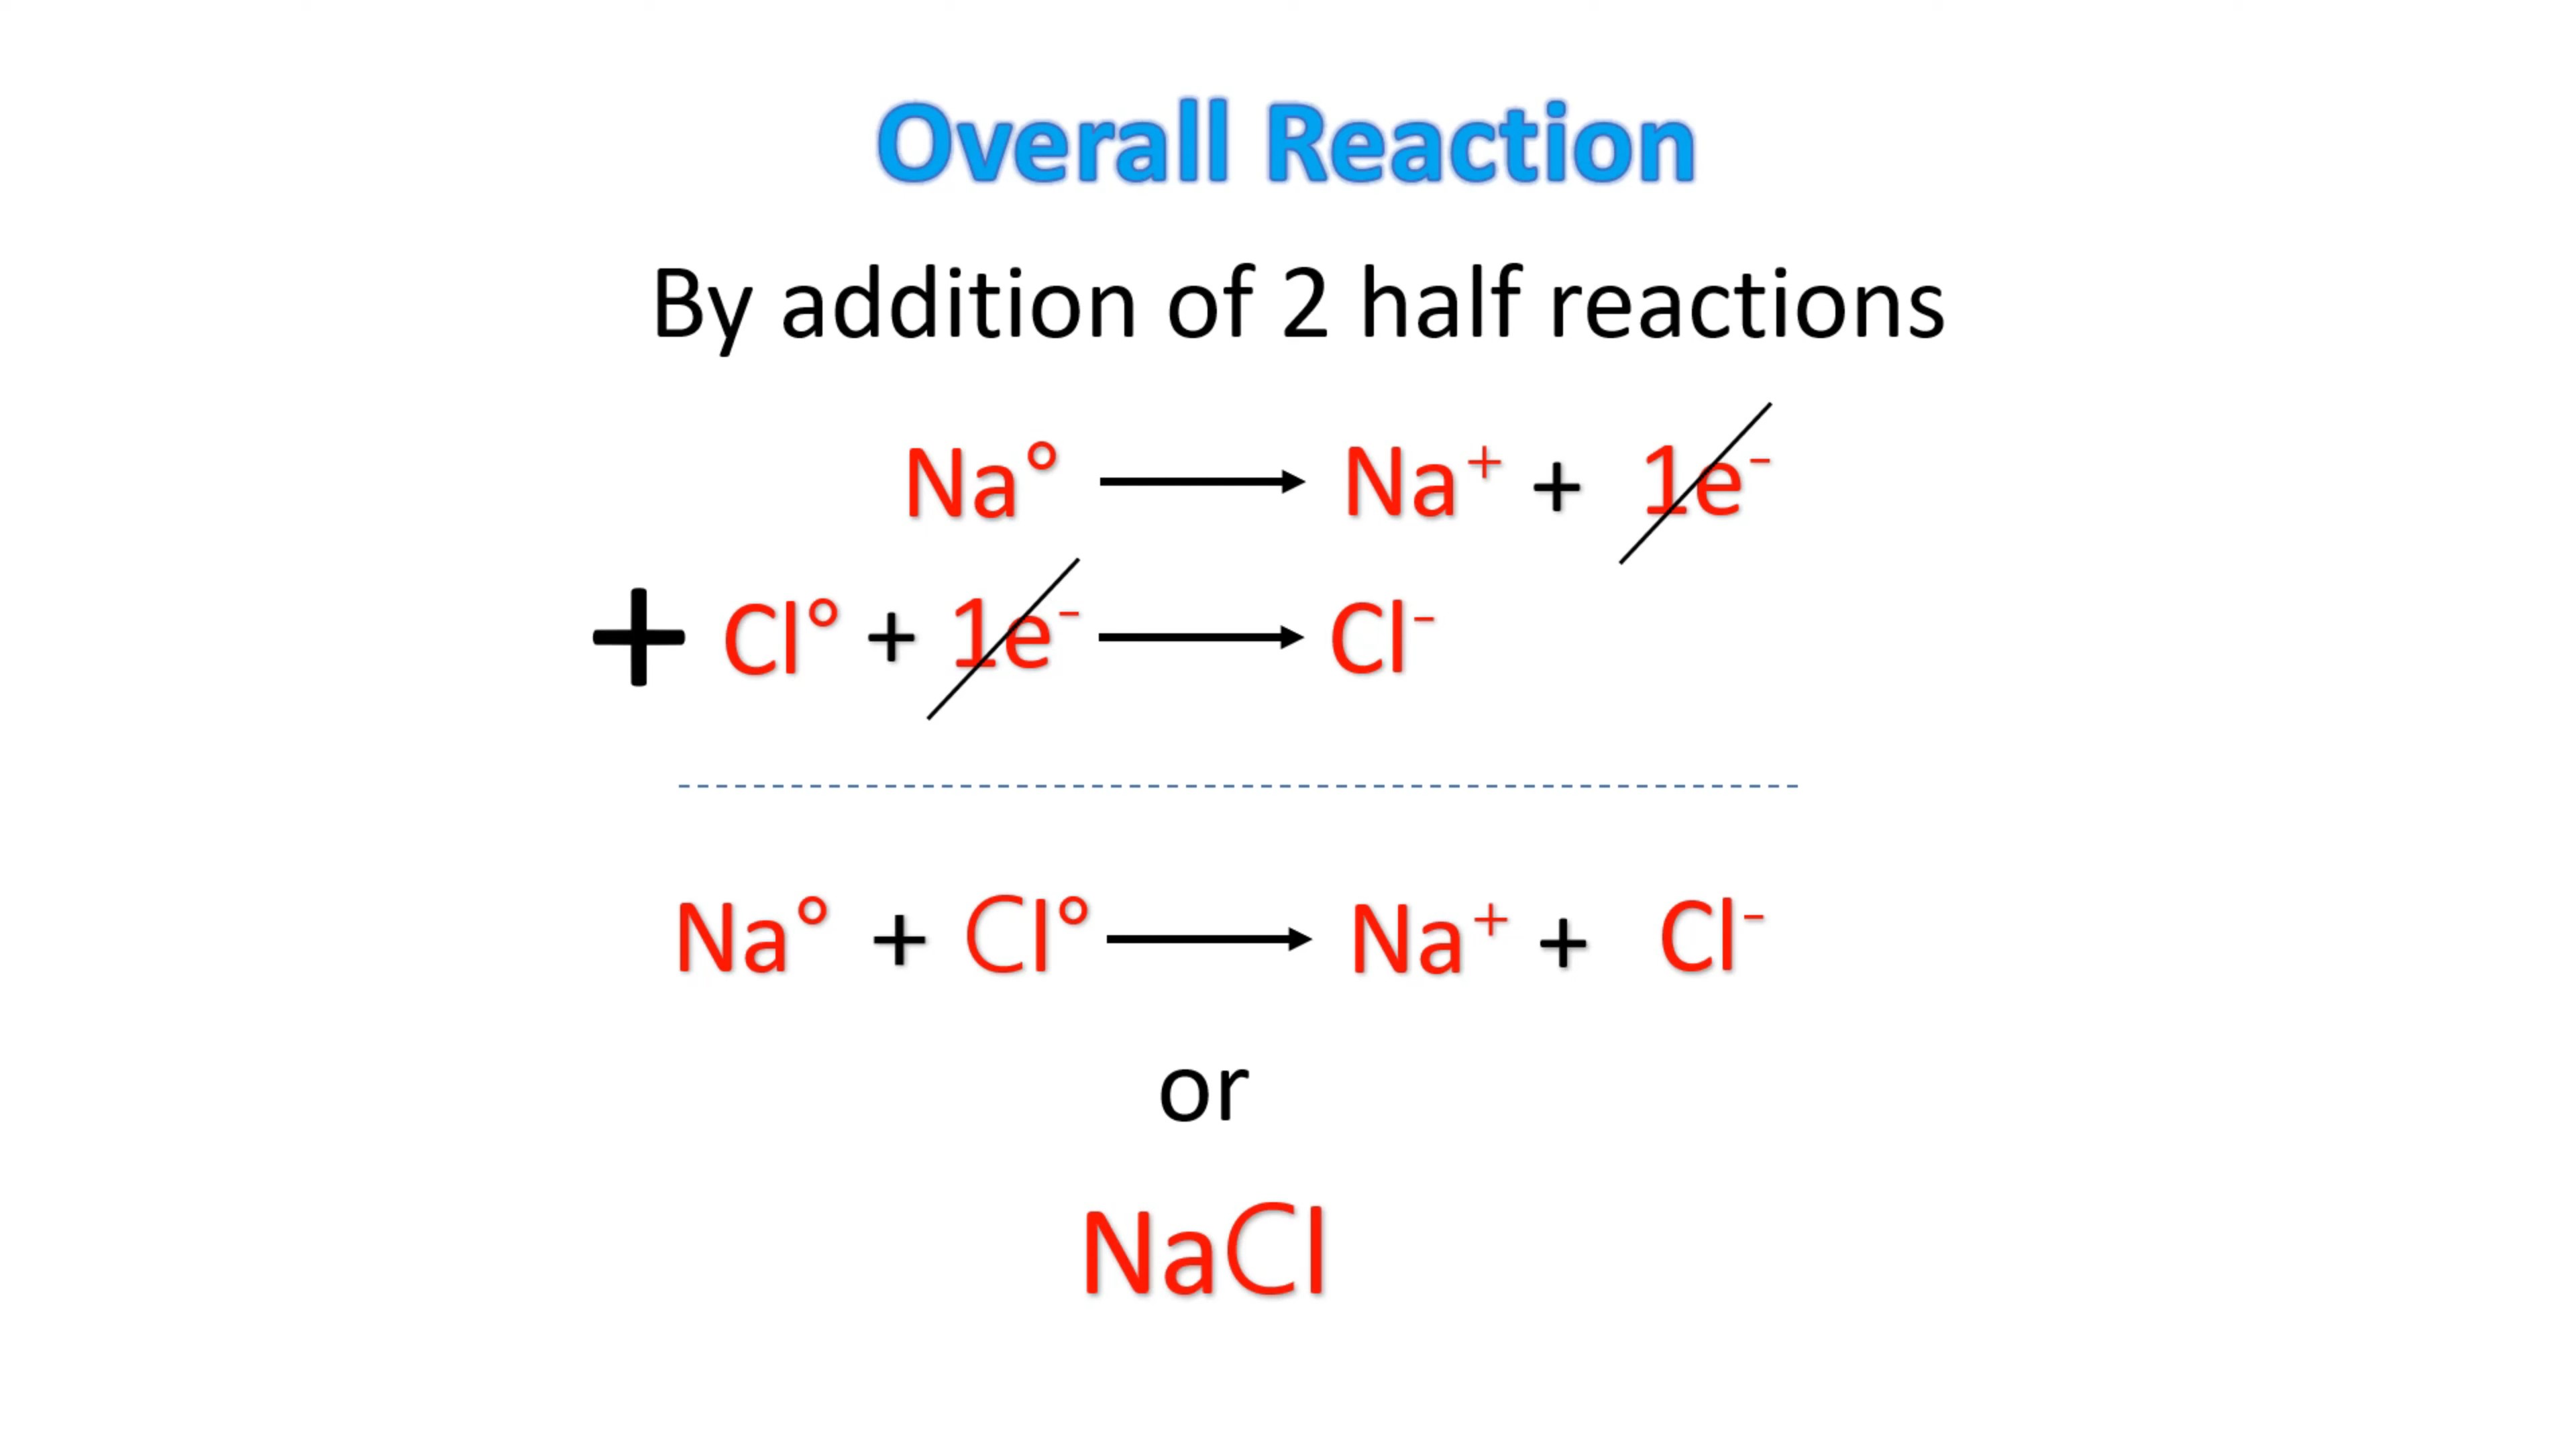 Overall Reaction
By addition of 2 half reactions
Na° ⟶ Na⁺ + 1e⁻
+ Cl° + 1e⁻ ⟶ Cl⁻
Na° + Cl° ⟶ Na⁺ + Cl⁻
or
NaCl